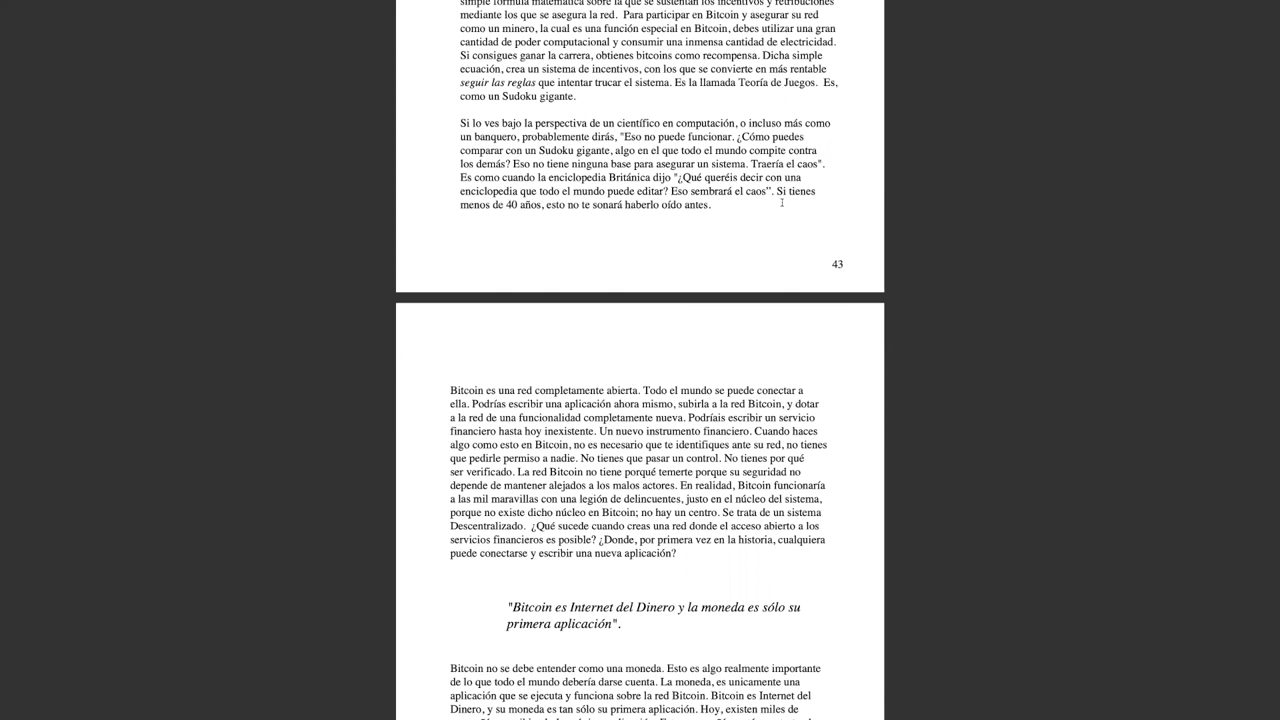 simple fórmula matemática sobre la que se sustentan los incentivos y retribuciones
mediante los que se asegura la red.  Para participar en Bitcoin y asegurar su red
como un minero, la cual es una función especial en Bitcoin, debes utilizar una gran
cantidad de poder computacional y consumir una inmensa cantidad de electricidad.
Si consigues ganar la carrera, obtienes bitcoins como recompensa. Dicha simple
ecuación, crea un sistema de incentivos, con los que se convierte en más rentable
seguir las reglas que intentar trucar el sistema. Es la llamada Teoría de Juegos.  Es,
como un Sudoku gigante.
Si lo ves bajo la perspectiva de un científico en computación, o incluso más como
un banquero, probablemente dirás, "Eso no puede funcionar. ¿Cómo puedes
comparar con un Sudoku gigante, algo en el que todo el mundo compite contra
los demás? Eso no tiene ninguna base para asegurar un sistema. Traería el caos".
Es como cuando la enciclopedia Británica dijo "¿Qué queréis decir con una
enciclopedia que todo el mundo puede editar? Eso sembrará el caos”. Si tienes
menos de 40 años, esto no te sonará haberlo oído antes.
43
Bitcoin es una red completamente abierta. Todo el mundo se puede conectar a
ella. Podrías escribir una aplicación ahora mismo, subirla a la red Bitcoin, y dotar
a la red de una funcionalidad completamente nueva. Podríais escribir un servicio
financiero hasta hoy inexistente. Un nuevo instrumento financiero. Cuando haces
algo como esto en Bitcoin, no es necesario que te identifiques ante su red, no tienes
que pedirle permiso a nadie. No tienes que pasar un control. No tienes por qué
ser verificado. La red Bitcoin no tiene porqué temerte porque su seguridad no
depende de mantener alejados a los malos actores. En realidad, Bitcoin funcionaría
a las mil maravillas con una legión de delincuentes, justo en el núcleo del sistema,
porque no existe dicho núcleo en Bitcoin; no hay un centro. Se trata de un sistema
Descentralizado.  ¿Qué sucede cuando creas una red donde el acceso abierto a los
servicios financieros es posible? ¿Donde, por primera vez en la historia, cualquiera
puede conectarse y escribir una nueva aplicación?
"Bitcoin es Internet del Dinero y la moneda es sólo su
primera aplicación".
Bitcoin no se debe entender como una moneda. Esto es algo realmente importante
de lo que todo el mundo debería darse cuenta. La moneda, es unicamente una
aplicación que se ejecuta y funciona sobre la red Bitcoin. Bitcoin es Internet del
Dinero, y su moneda es tan sólo su primera aplicación. Hoy, existen miles de